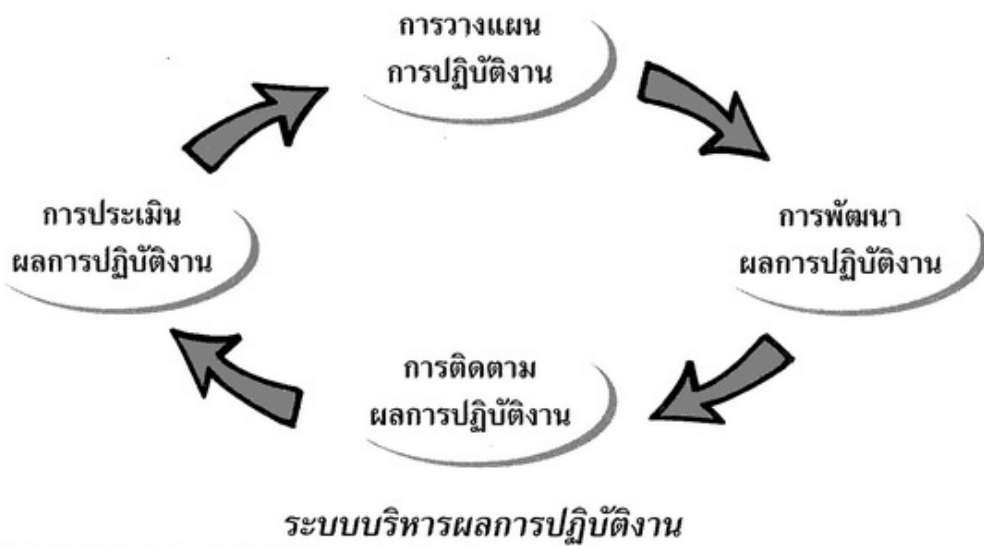 การวางแผน
การปฏิบัติงาน
การพัฒนา
ผลการปฏิบัติงาน
การติดตาม
ผลการปฏิบัติงาน
การประเมิน
ผลการปฏิบัติงาน
ระบบบริหารผลการปฏิบัติงาน